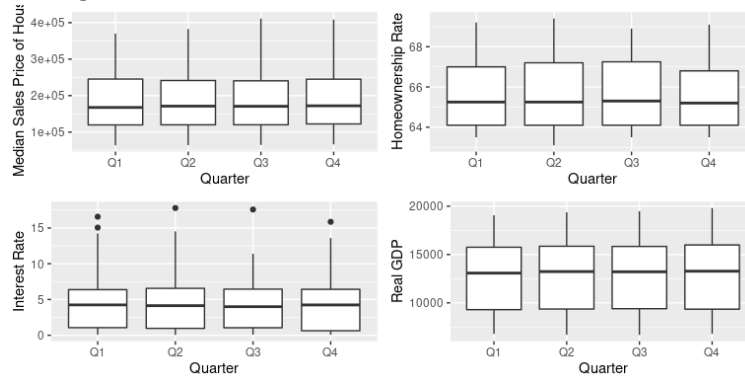 Median Sales Price of Hous
4e+05
3e+05
2e+05
1e+05
Q1 Q2 Q3 Q4
Quarter
Homeownership Rate
68
66
64
Q1 Q2 Q3 Q4
Quarter
Interest Rate
15
10
5
0
Q1 Q2 Q3 Q4
Quarter
Real GDP
20000
15000
10000
Q1 Q2 Q3 Q4
Quarter